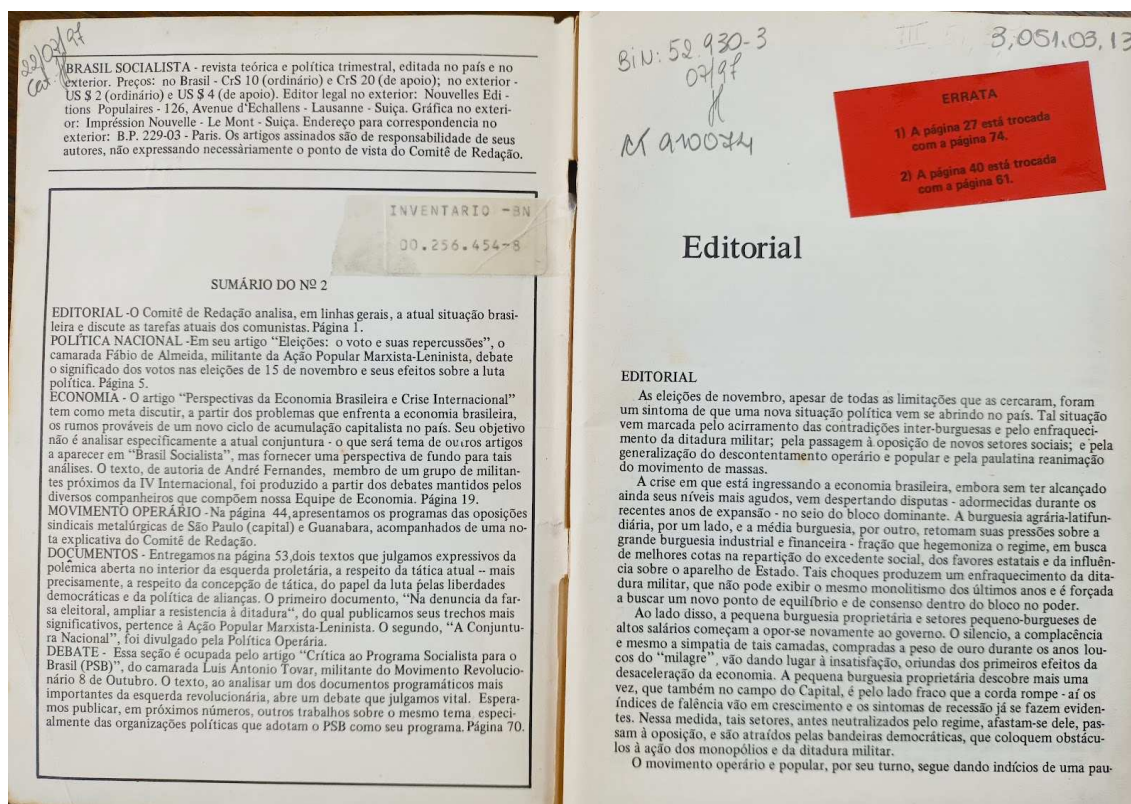 22/07/97
Cat.
BRASIL SOCIALISTA - revista teórica e política trimestral, editada no país e no
exterior. Preços: no Brasil - CrS 10 (ordinário) e CrS 20 (de apoio); no exterior -
US $ 2 (ordinário) e US $ 4 (de apoio). Editor legal no exterior: Nouvelles Edi-
tions Populaires - 126, Avenue d'Echallens - Lausanne - Suiça. Gráfica no exteri-
or: Impréssion Nouvelle - Le Mont - Suiça. Endereço para correspondencia no
exterior: B.P. 229-03 - Paris. Os artigos assinados são de responsabilidade de seus
autores, não expressando necessàriamente o ponto de vista do Comitê de Redação.
INVENTARIO -BN
00.256.454-8
SUMÁRIO DO Nº 2
EDITORIAL -O Comitê de Redação analisa, em linhas gerais, a atual situação brasi-
leira e discute as tarefas atuais dos comunistas. Página 1.
POLÍTICA NACIONAL -Em seu artigo “Eleições: o voto e suas repercussões”, o
camarada Fábio de Almeida, militante da Ação Popular Marxista-Leninista, debate
o significado dos votos nas eleições de 15 de novembro e seus efeitos sobre a luta
política. Página 5.
ECONOMIA - O artigo “Perspectivas da Economia Brasileira e Crise Internacional”
tem como meta discutir, a partir dos problemas que enfrenta a economia brasileira,
os rumos prováveis de um novo ciclo de acumulação capitalista no país. Seu objetivo
não é analisar especificamente a atual conjuntura - o que será tema de outros artigos
a aparecer em “Brasil Socialista”, mas fornecer uma perspectiva de fundo para tais
análises. O texto, de autoria de André Fernandes, membro de um grupo de militan-
tes próximos da IV Internacional, foi produzido a partir dos debates mantidos pelos
diversos companheiros que compõem nossa Equipe de Economia. Página 19.
MOVIMENTO OPERÁRIO -Na página 44,apresentamos os programas das oposições
sindicais metalúrgicas de São Paulo (capital) e Guanabara, acompanhados de uma no-
ta explicativa do Comitê de Redação.
DOCUMENTOS - Entregamos na página 53,dois textos que julgamos expressivos da
polêmica aberta no interior da esquerda proletária, a respeito da tática atual -- mais
precisamente, a respeito da concepção de tática, do papel da luta pelas liberdades
democráticas e da política de alianças. O primeiro documento, “Na denuncia da far-
sa eleitoral, ampliar a resistencia à ditadura“, do qual publicamos seus trechos mais
significativos, pertence à Ação Popular Marxista-Leninista. O segundo, “A Conjuntu-
ra Nacional”, foi divulgado pela Política Operária.
DEBATE - Essa seção é ocupada pelo artigo “Crítica ao Programa Socialista para o
Brasil (PSB)”, do camarada Luis Antonio Tovar, militante do Movimento Revolucio-
nário 8 de Outubro. O texto, ao analisar um dos documentos programáticos mais
importantes da esquerda revolucionária, abre um debate que julgamos vital. Espera-
mos publicar, em próximos números, outros trabalhos sobre o mesmo tema, especi-
almente das organizações políticas que adotam o PSB como seu programa. Página 70.
BiN: 52.930-3
07/97
910074
3,051.03,13
ERRATA
1) A página 27 está trocada
com a página 74.
2) A página 40 está trocada
com a página 61.
Editorial
EDITORIAL
As eleições de novembro, apesar de todas as limitações que as cercaram, foram
um sintoma de que uma nova situação política vem se abrindo no país. Tal situação
vem marcada pelo acirramento das contradições inter-burguesas e pelo enfraqueci-
mento da ditadura militar; pela passagem à oposição de novos setores sociais; e pela
generalização do descontentamento operário e popular e pela paulatina reanimação
do movimento de massas.
A crise em que está ingressando a economia brasileira, embora sem ter alcançado
ainda seus níveis mais agudos, vem despertando disputas - adormecidas durante os
recentes anos de expansão - no seio do bloco dominante. A burguesia agrária-latifun-
diária, por um lado, e a média burguesia, por outro, retomam suas pressões sobre a
grande burguesia industrial e financeira - fração que hegemoniza o regime, em busca
de melhores cotas na repartição do excedente social, dos favores estatais e da influên-
cia sobre o aparelho de Estado. Tais choques produzem um enfraquecimento da dita-
dura militar, que não pode exibir o mesmo monolitismo dos últimos anos e é forçada
a buscar um novo ponto de equilíbrio e de consenso dentro do bloco no poder.
Ao lado disso, a pequena burguesia proprietária e setores pequeno-burgueses de
altos salários começam a opor-se novamente ao governo. O silencio, a complacência
e mesmo a simpatia de tais camadas, compradas a peso de ouro durante os anos lou-
cos do “milagre”, vão dando lugar à insatisfação, oriundas dos primeiros efeitos da
desaceleração da economia. A pequena burguesia proprietária descobre mais uma
vez, que também no campo do Capital, é pelo lado fraco que a corda rompe - aí os
índices de falência vão em crescimento e os sintomas de recessão já se fazem eviden-
tes. Nessa medida, tais setores, antes neutralizados pelo regime, afastam-se dele, pas-
sam à oposição, e são atraídos pelas bandeiras democráticas, que coloquem obstácu-
los à ação dos monopólios e da ditadura militar.
O movimento operário e popular, por seu turno, segue dando indícios de uma pau-